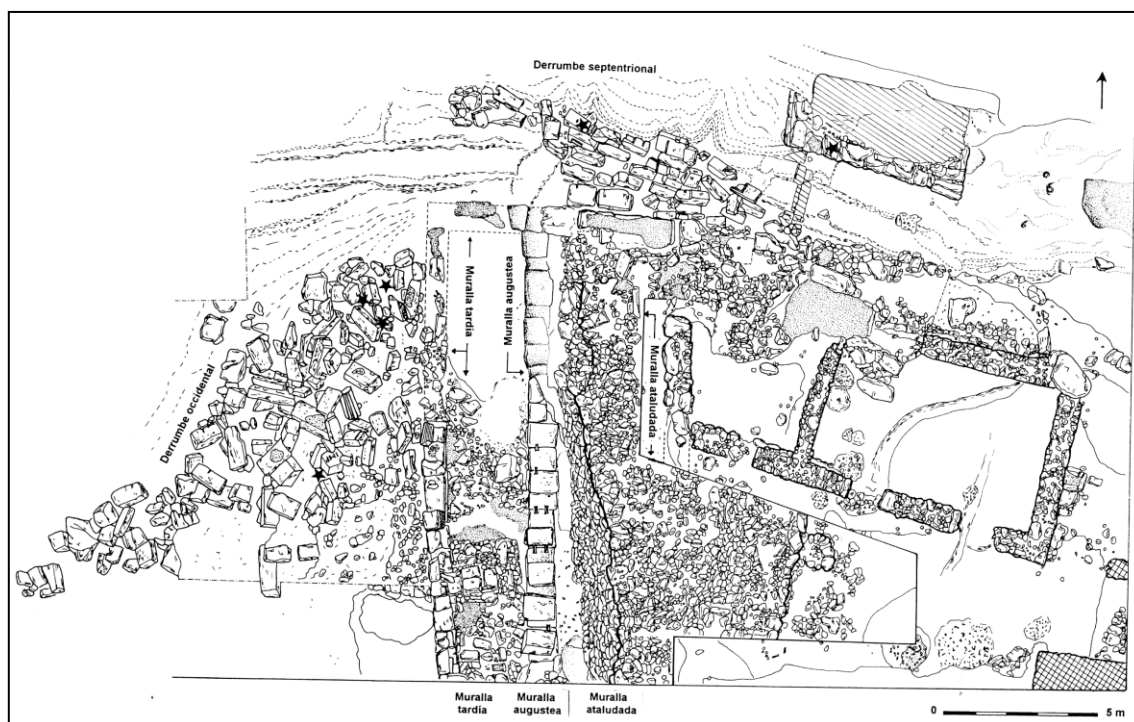 Derrumbe septentrional
Muralla tardía
Muralla augustea
Muralla ataludada
Derrumbe occidental
Muralla
tardía
Muralla
augustea
Muralla
ataludada
0 5 m